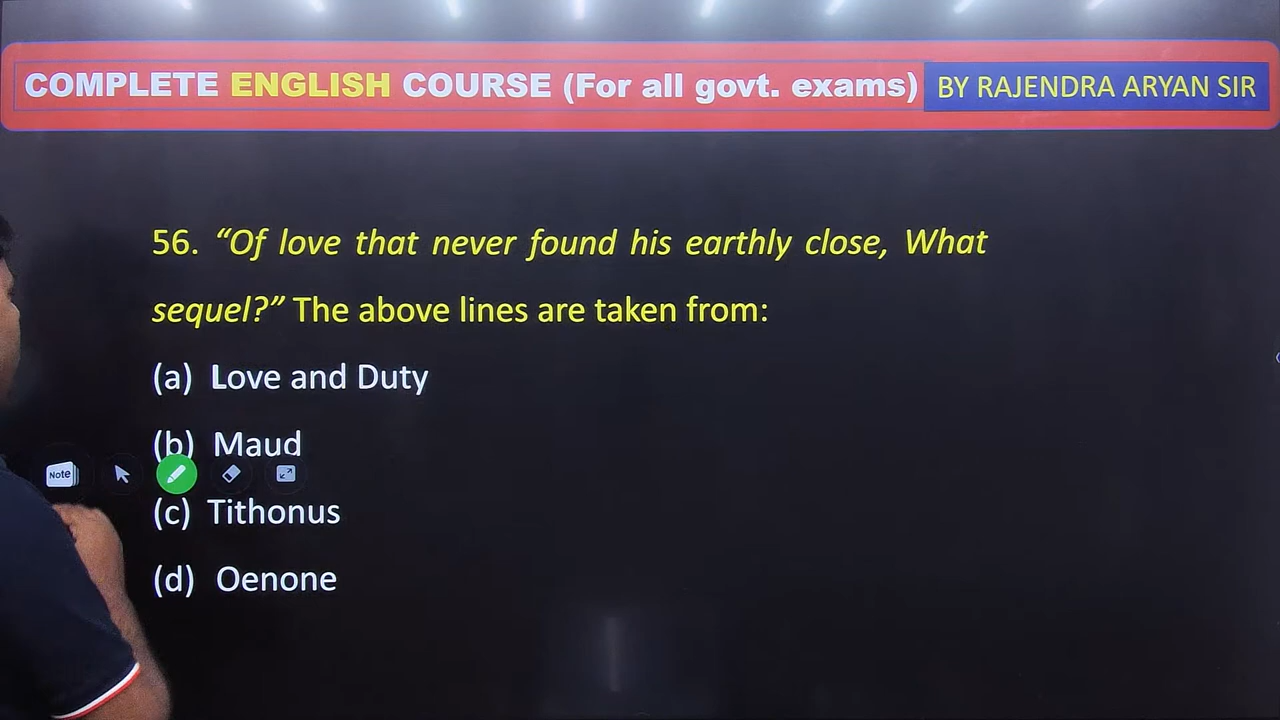 COMPLETE ENGLISH COURSE (For all govt. exams) BY RAJENDRA ARYAN SIR
56. “Of love that never found his earthly close, What
sequel?” The above lines are taken from:
(a) Love and Duty
(b) Maud
Note
(c) Tithonus
(d) Oenone